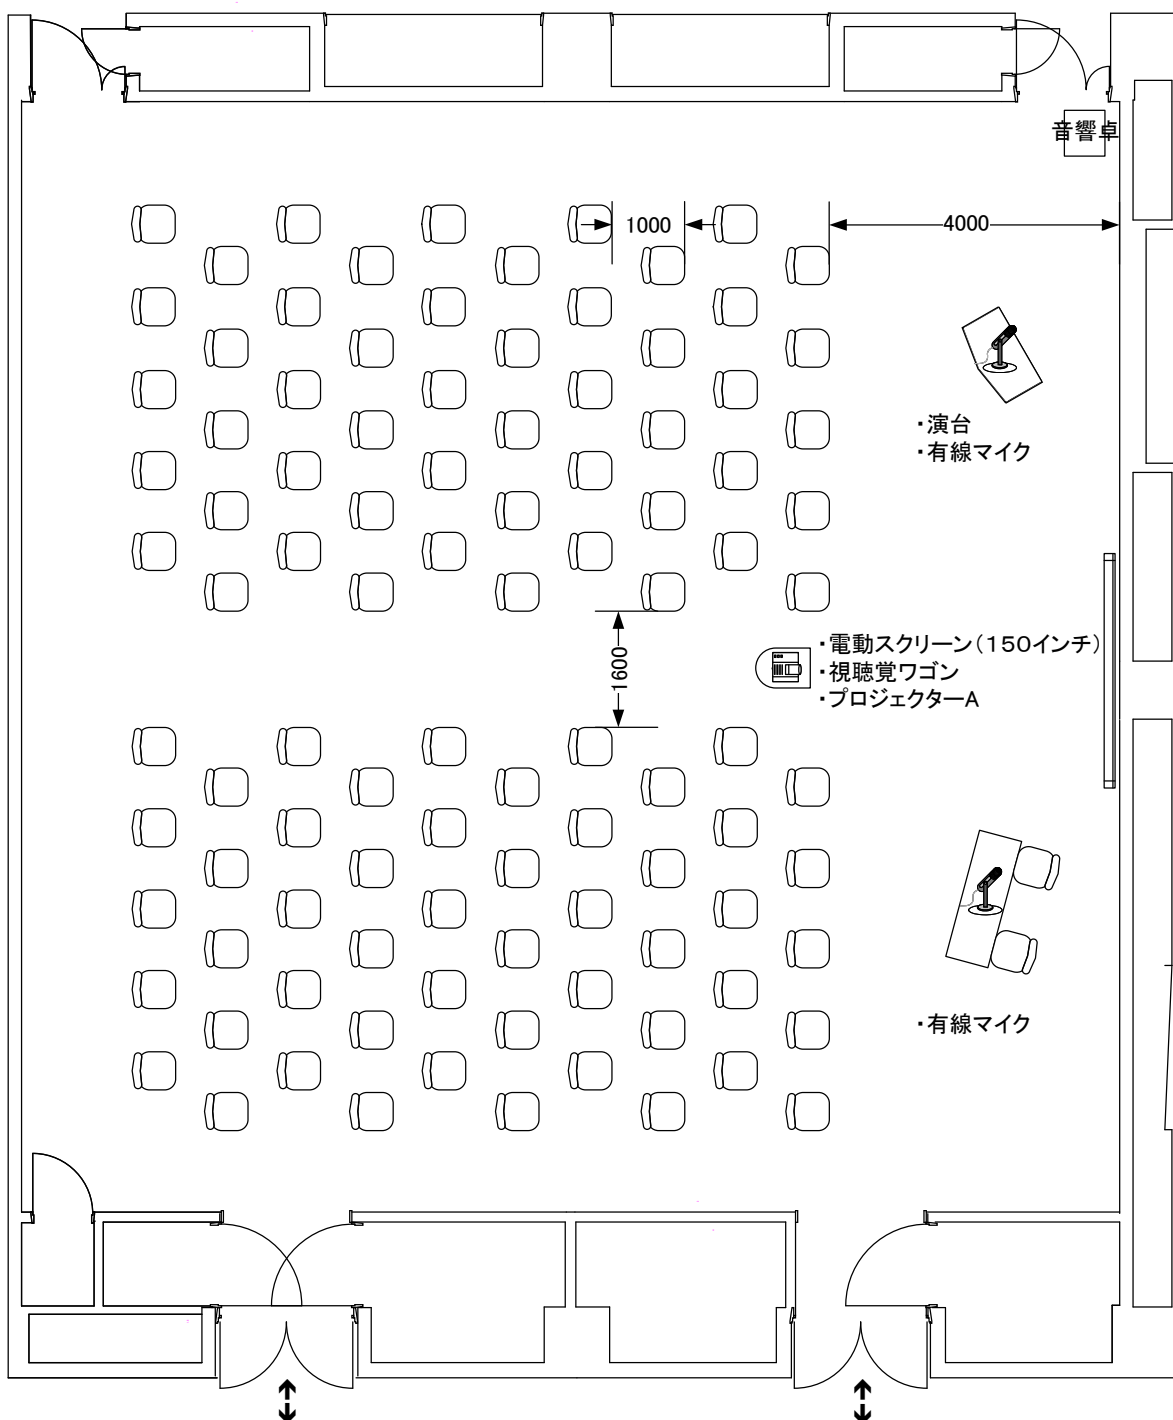 音響卓
1000
4000
・演台
・有線マイク
1600
・電動スクリーン（150インチ）
・視聴覚ワゴン
・プロジェクターA
・有線マイク